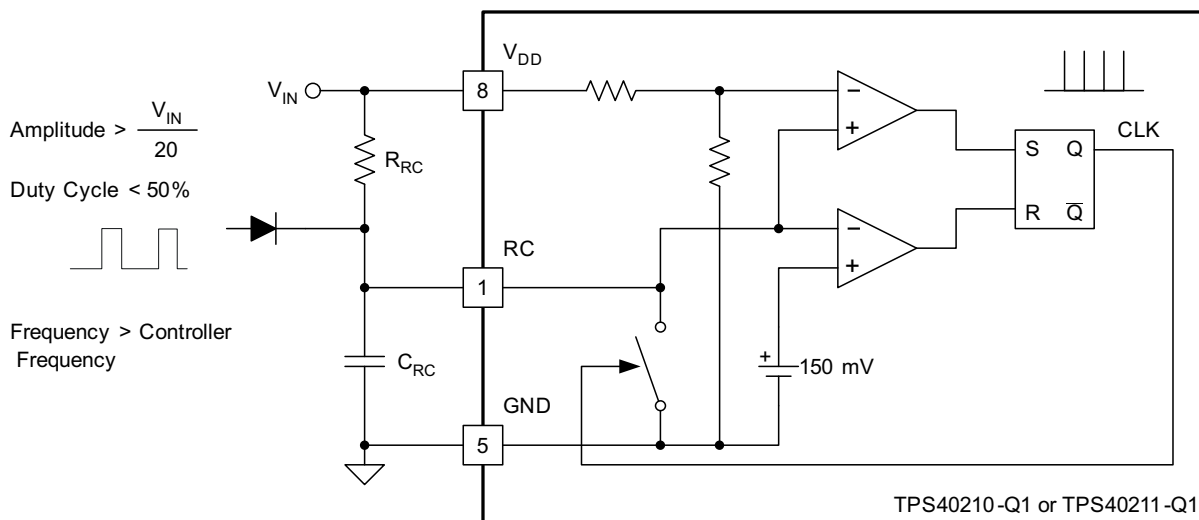 V_DD
8
V_IN
Amplitude > V_IN / 20
R_RC
Duty Cycle < 50%
RC
1
Frequency > Controller
Frequency
C_RC
GND
5
−
+
−
+
CLK
S Q
R Q̅
+
150 mV
TPS40210-Q1 or TPS40211-Q1